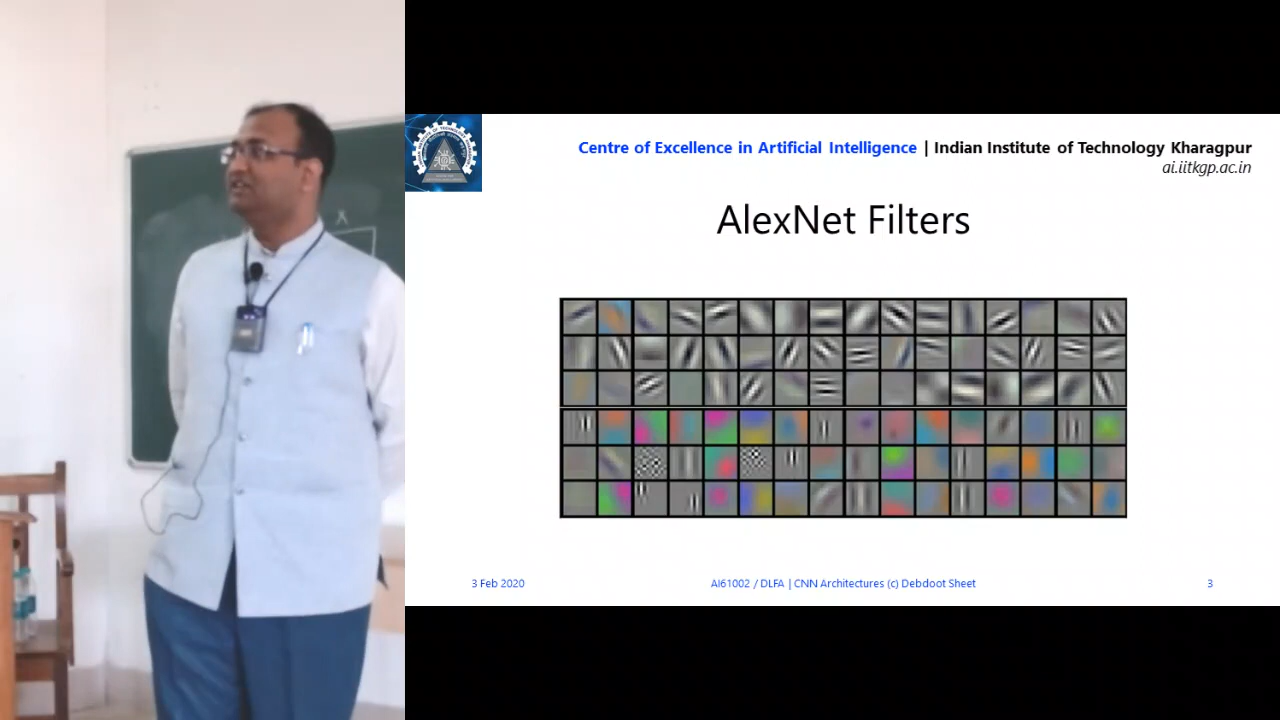 Centre of Excellence in Artificial Intelligence | Indian Institute of Technology Kharagpur
ai.iitkgp.ac.in
AlexNet Filters
3 Feb 2020
AI61002 / DLFA | CNN Architectures (c) Debdoot Sheet
3